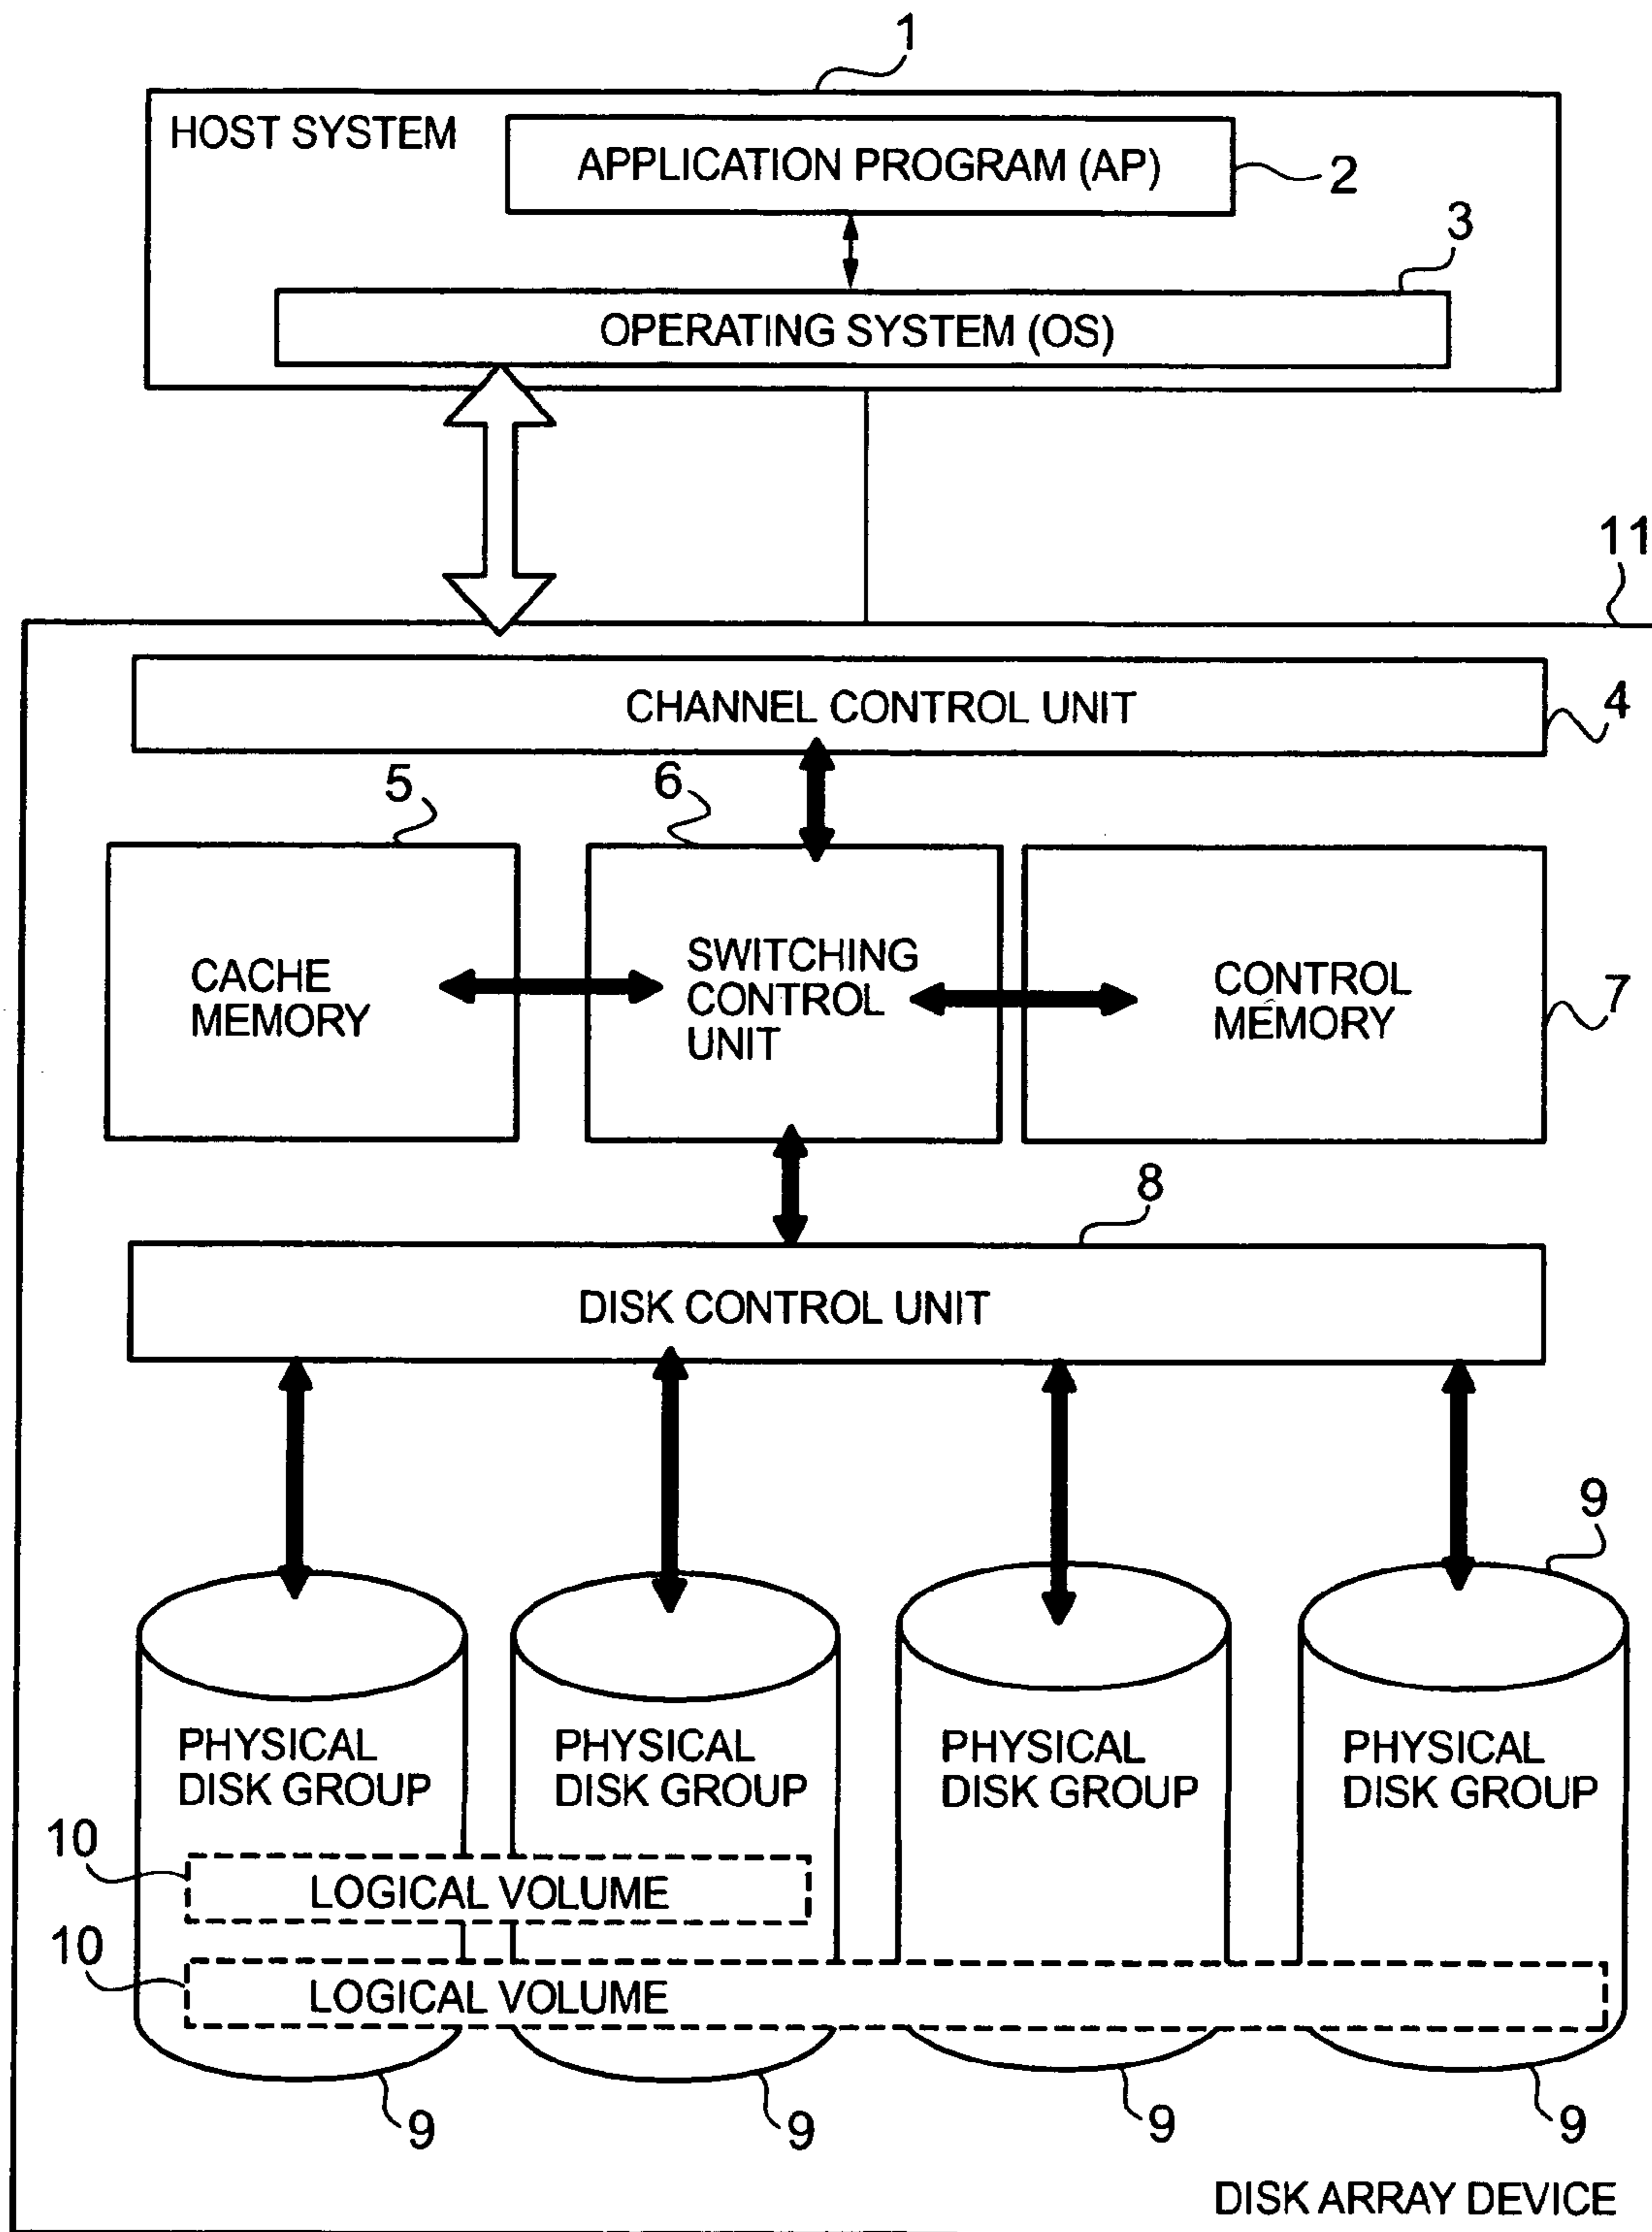 1
HOST SYSTEM
APPLICATION PROGRAM (AP)
2
3
OPERATING SYSTEM (OS)
11
CHANNEL CONTROL UNIT
4
5
6
CACHE
MEMORY
SWITCHING
CONTROL
UNIT
CONTROL
MEMORY
7
8
DISK CONTROL UNIT
9
PHYSICAL
DISK GROUP
PHYSICAL
DISK GROUP
PHYSICAL
DISK GROUP
PHYSICAL
DISK GROUP
10
LOGICAL VOLUME
10
LOGICAL VOLUME
9
9
9
9
DISK ARRAY DEVICE